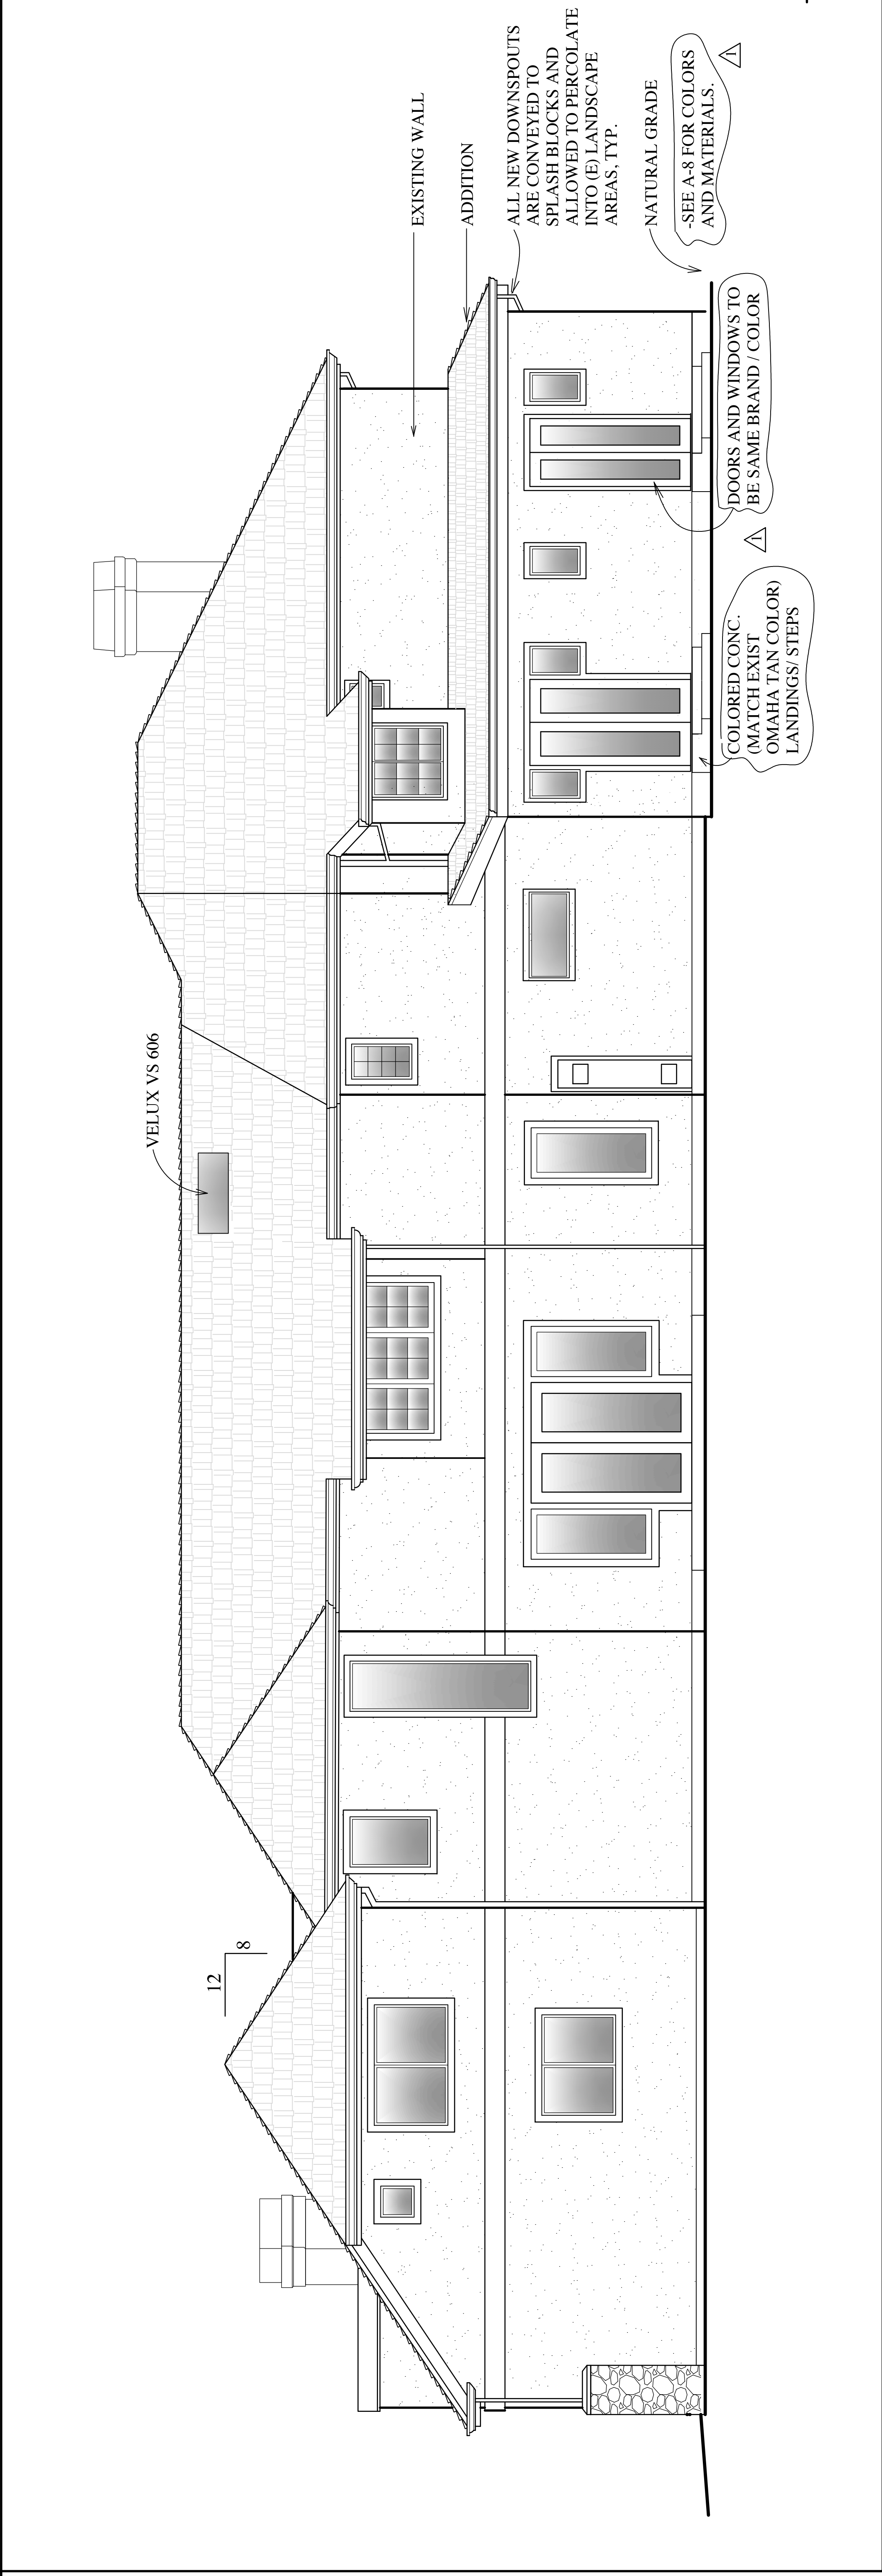 VELUX VS 606
12
8
EXISTING WALL
ADDITION
ALL NEW DOWNSPOUTS
ARE CONVEYED TO
SPLASH BLOCKS AND
ALLOWED TO PERCOLATE
INTO (E) LANDSCAPE
AREAS, TYP.
NATURAL GRADE
-SEE A-8 FOR COLORS
AND MATERIALS.
1
DOORS AND WINDOWS TO
BE SAME BRAND / COLOR
1
COLORED CONC.
(MATCH EXIST
OMAHA TAN COLOR)
LANDINGS/ STEPS